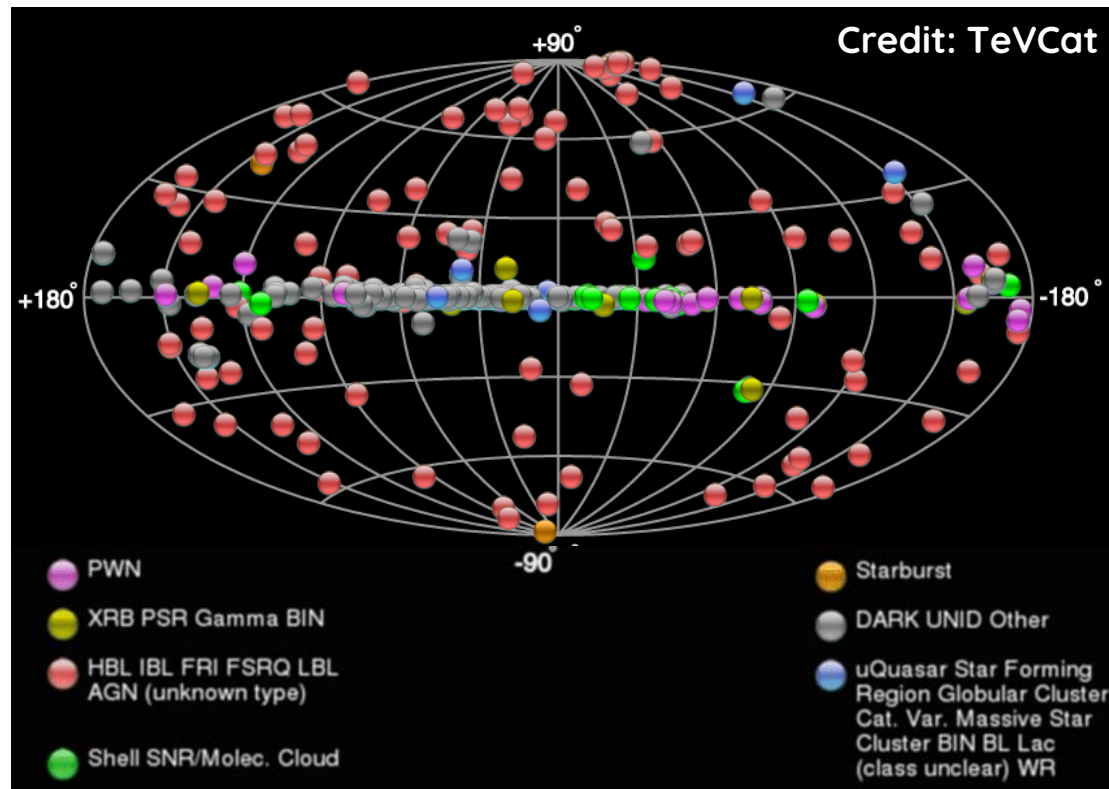 Credit: TeVCat
+90°
+180°
-180°
-90°
PWN
XRB PSR Gamma BIN
HBL IBL FRI FSRQ LBL
AGN (unknown type)
Shell SNR/Molec. Cloud
Starburst
DARK UNID Other
uQuasar Star Forming
Region Globular Cluster
Cat. Var. Massive Star
Cluster BIN BL Lac
(class unclear) WR